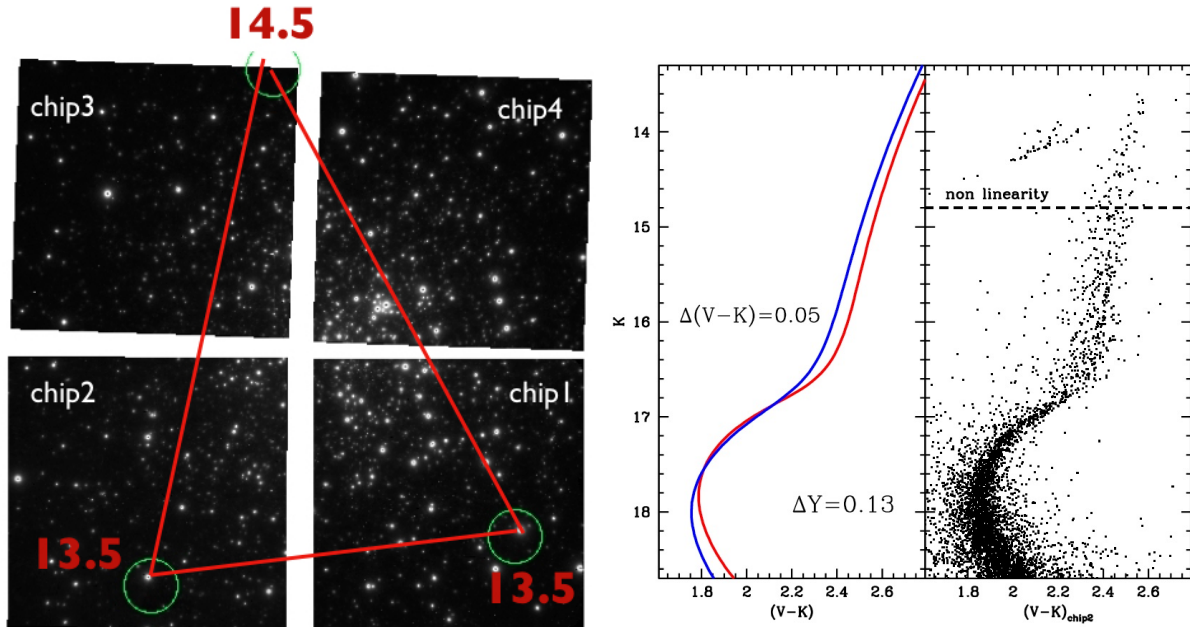 14.5
chip3
chip4
chip2
chip1
13.5
13.5
K
14
15
16
17
18
Δ(V−K)=0.05
ΔY=0.13
non linearity
1.8 2 2.2 2.4 2.6
(V−K)
1.8 2 2.2 2.4 2.6
(V−K)chip2